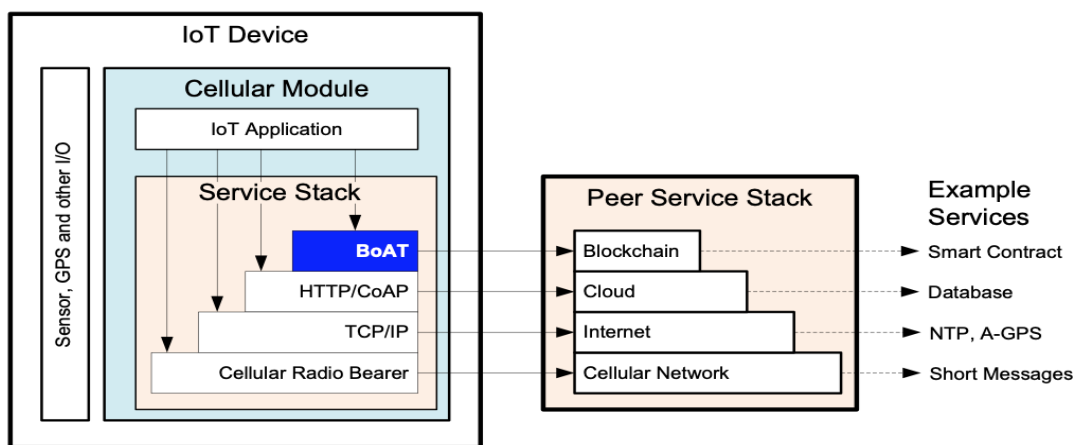 IoT Device
Sensor, GPS and other I/O
Cellular Module
IoT Application
Service Stack
BoAT
HTTP/CoAP
TCP/IP
Cellular Radio Bearer
Peer Service Stack
Blockchain
Cloud
Internet
Cellular Network
Example
Services
Smart Contract
Database
NTP, A-GPS
Short Messages